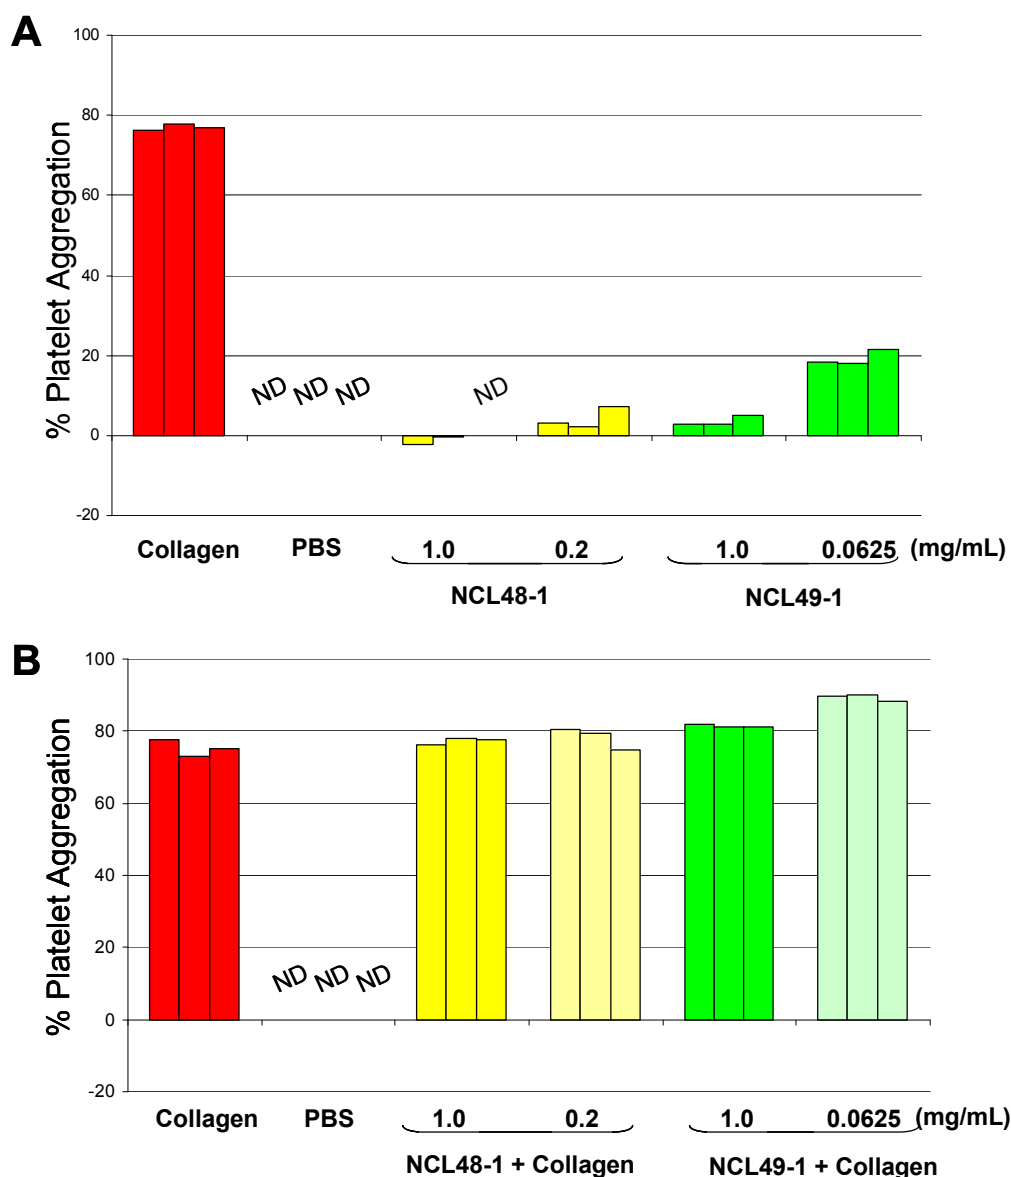 A
% Platelet Aggregation
100
80
60
40
20
0
-20
ND ND ND
ND
Collagen PBS 1.0 0.2 1.0 0.0625 (mg/mL)
NCL48-1 NCL49-1
B
% Platelet Aggregation
100
80
60
40
20
0
-20
ND ND ND
Collagen PBS 1.0 0.2 1.0 0.0625 (mg/mL)
NCL48-1 + Collagen NCL49-1 + Collagen